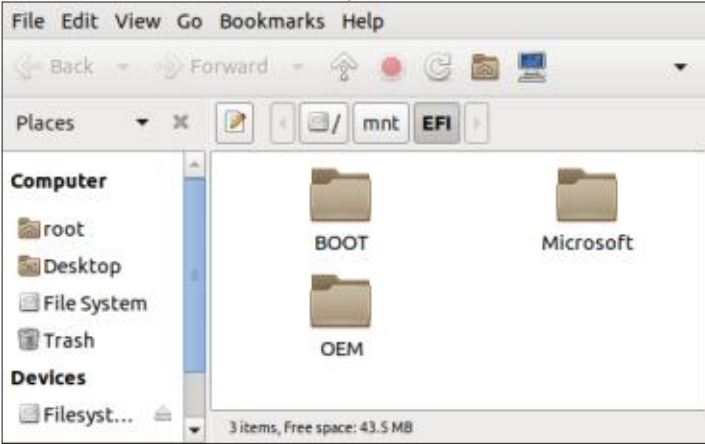 File Edit View Go Bookmarks Help
Back Forward
Places / mnt EFI
Computer
root
Desktop
File System
Trash
Devices
Filesyst...
BOOT Microsoft
OEM
3 items, Free space: 43.5 MB